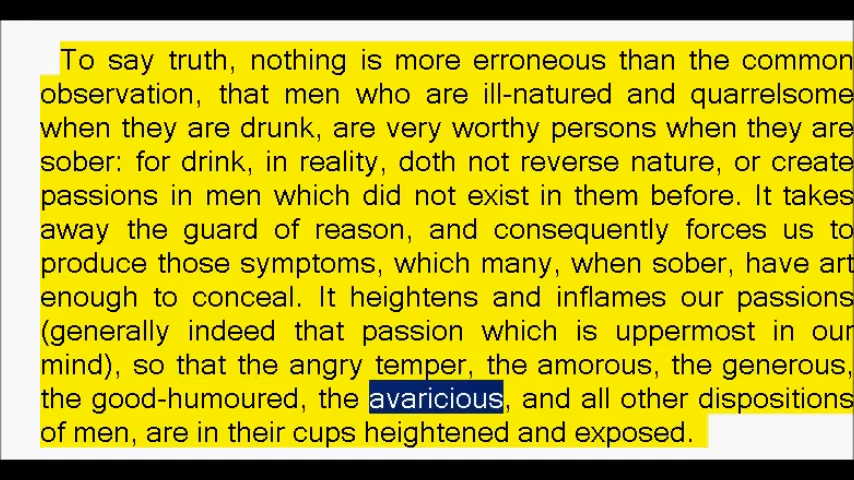 To say truth, nothing is more erroneous than the common
observation, that men who are ill-natured and quarrelsome
when they are drunk, are very worthy persons when they are
sober: for drink, in reality, doth not reverse nature, or create
passions in men which did not exist in them before. It takes
away the guard of reason, and consequently forces us to
produce those symptoms, which many, when sober, have art
enough to conceal. It heightens and inflames our passions
(generally indeed that passion which is uppermost in our
mind), so that the angry temper, the amorous, the generous,
the good-humoured, the avaricious, and all other dispositions
of men, are in their cups heightened and exposed.